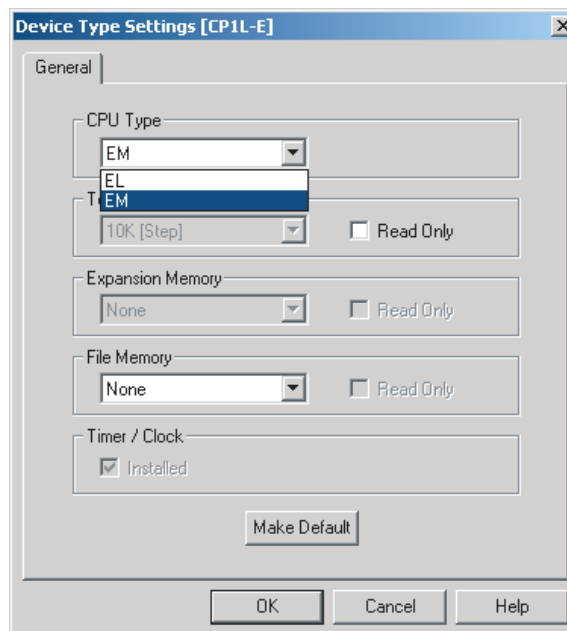 Device Type Settings [CP1L-E]
General
CPU Type
EM
EL
EM
10K [Step]
Read Only
Expansion Memory
None
Read Only
File Memory
None
Read Only
Timer / Clock
Installed
Make Default
OK
Cancel
Help